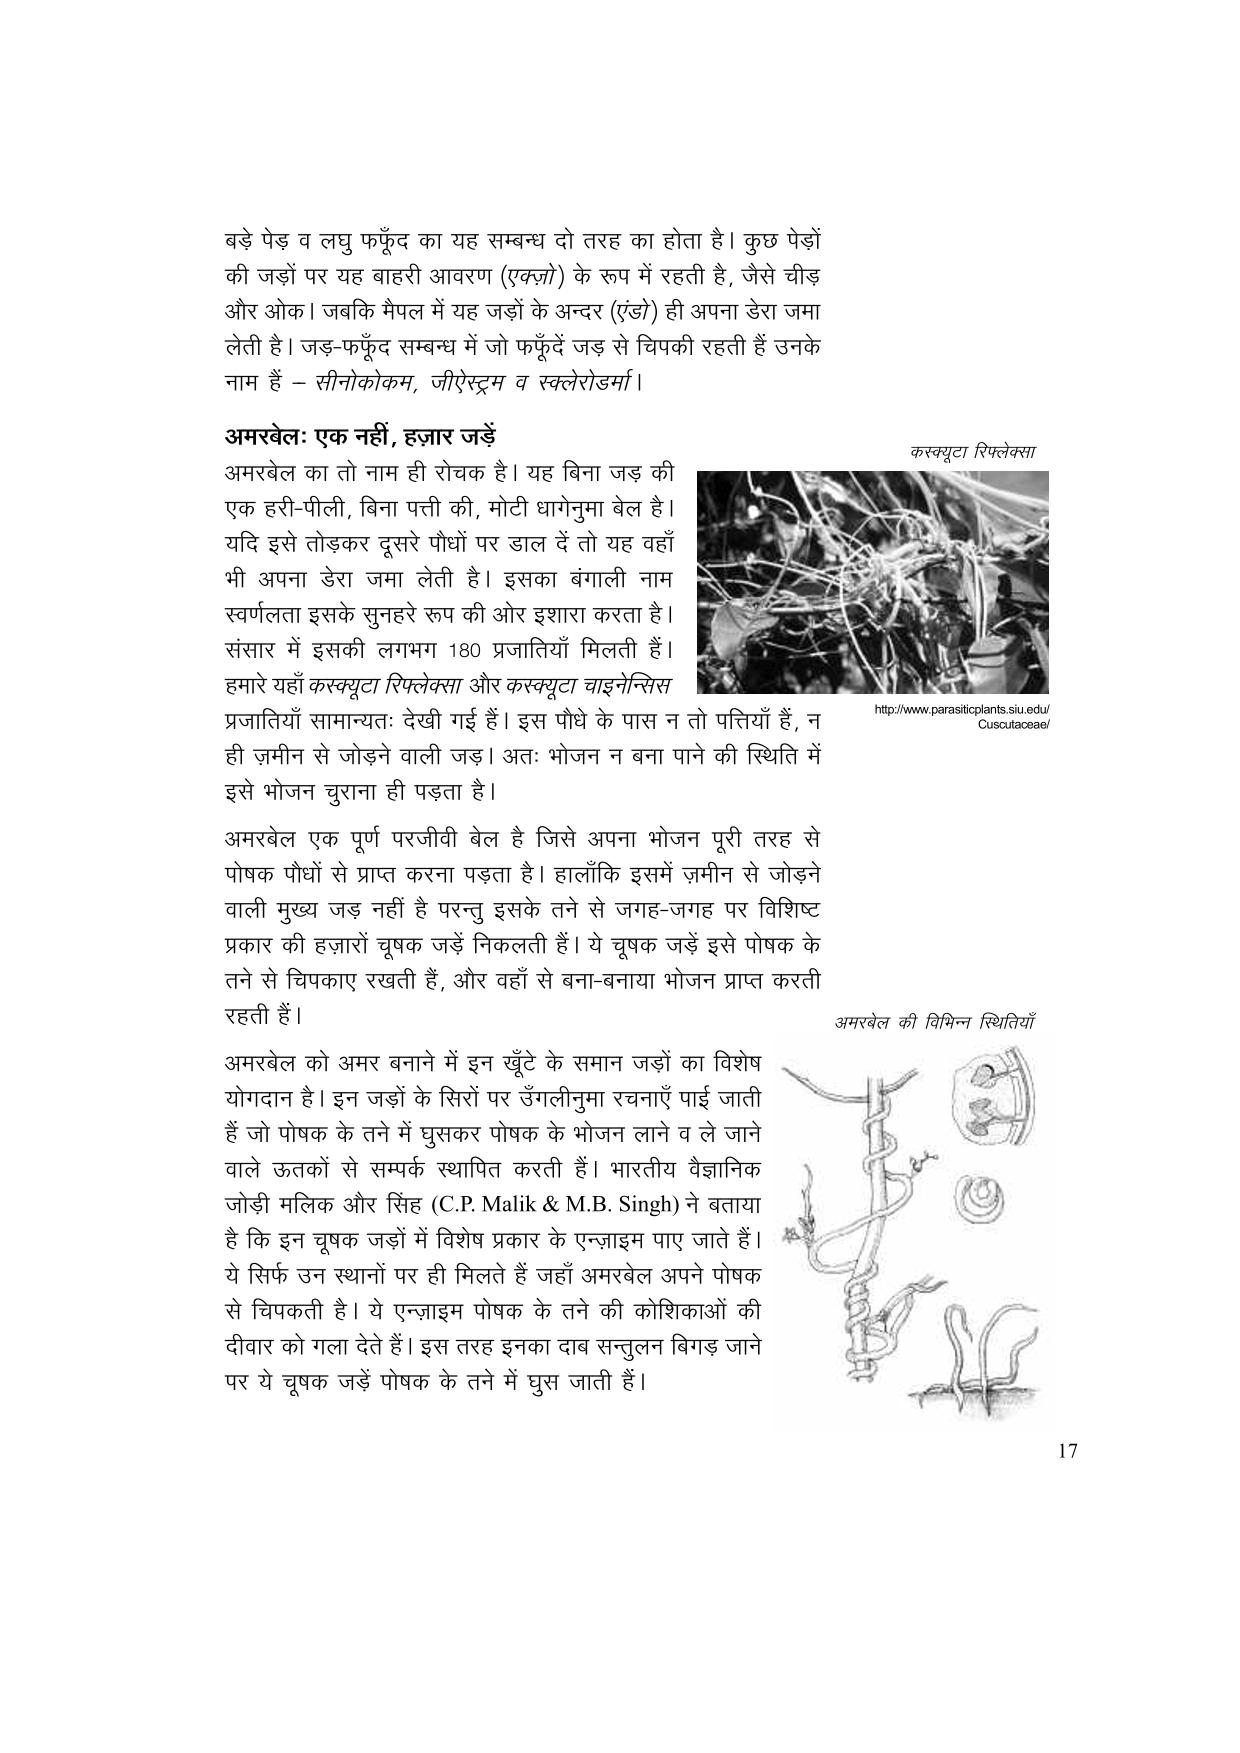 बड़े पेड़ व लघु फफूँद का यह सम्बन्ध दो तरह का होता है। कुछ पेड़ों
की जड़ों पर यह बाहरी आवरण (एक्ज़ो) के रूप में रहती है, जैसे चीड़
और ओक। जबकि मैपल में यह जड़ों के अन्दर (एंडो) ही अपना डेरा जमा
लेती है। जड़-फफूँद सम्बन्ध में जो फफूँदें जड़ से चिपकी रहती हैं उनके
नाम हैं – सीनोकोकम, जीऐस्ट्रम व स्क्लेरोडर्मा।
अमरबेलः एक नहीं, हज़ार जड़ें
कस्क्यूटा रिफ्लेक्सा
अमरबेल का तो नाम ही रोचक है। यह बिना जड़ की
एक हरी-पीली, बिना पत्ती की, मोटी धागेनुमा बेल है।
यदि इसे तोड़कर दूसरे पौधों पर डाल दें तो यह वहाँ
भी अपना डेरा जमा लेती है। इसका बंगाली नाम
स्वर्णलता इसके सुनहरे रूप की ओर इशारा करता है।
संसार में इसकी लगभग 180 प्रजातियाँ मिलती हैं।
हमारे यहाँ कस्क्यूटा रिफ्लेक्सा और कस्क्यूटा चाइनेन्सिस
प्रजातियाँ सामान्यतः देखी गई हैं। इस पौधे के पास न तो पत्तियाँ हैं, न
ही ज़मीन से जोड़ने वाली जड़। अतः भोजन न बना पाने की स्थिति में
इसे भोजन चुराना ही पड़ता है।
http://www.parasiticplants.siu.edu/
Cuscutaceae/
अमरबेल एक पूर्ण परजीवी बेल है जिसे अपना भोजन पूरी तरह से
पोषक पौधों से प्राप्त करना पड़ता है। हालाँकि इसमें ज़मीन से जोड़ने
वाली मुख्य जड़ नहीं है परन्तु इसके तने से जगह-जगह पर विशिष्ट
प्रकार की हज़ारों चूषक जड़ें निकलती हैं। ये चूषक जड़ें इसे पोषक के
तने से चिपकाए रखती हैं, और वहाँ से बना-बनाया भोजन प्राप्त करती
रहती हैं।
अमरबेल की विभिन्न स्थितियाँ
अमरबेल को अमर बनाने में इन खूँटे के समान जड़ों का विशेष
योगदान है। इन जड़ों के सिरों पर उँगलीनुमा रचनाएँ पाई जाती
हैं जो पोषक के तने में घुसकर पोषक के भोजन लाने व ले जाने
वाले ऊतकों से सम्पर्क स्थापित करती हैं। भारतीय वैज्ञानिक
जोड़ी मलिक और सिंह (C.P. Malik & M.B. Singh) ने बताया
है कि इन चूषक जड़ों में विशेष प्रकार के एन्ज़ाइम पाए जाते हैं।
ये सिर्फ उन स्थानों पर ही मिलते हैं जहाँ अमरबेल अपने पोषक
से चिपकती है। ये एन्ज़ाइम पोषक के तने की कोशिकाओं की
दीवार को गला देते हैं। इस तरह इनका दाब सन्तुलन बिगड़ जाने
पर ये चूषक जड़ें पोषक के तने में घुस जाती हैं।
17